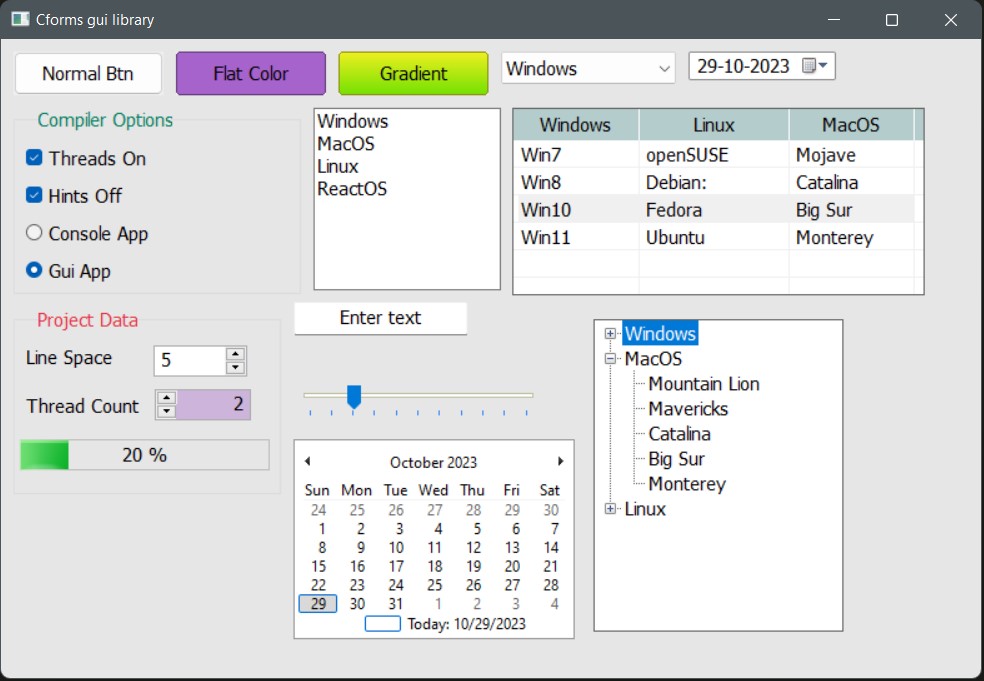 Cforms gui library
Normal Btn
Flat Color
Gradient
Windows
29-10-2023
Compiler Options
Threads On
Hints Off
Console App
Gui App
Windows
MacOS
Linux
ReactOS
Windows Linux MacOS
Win7 openSUSE Mojave
Win8 Debian: Catalina
Win10 Fedora Big Sur
Win11 Ubuntu Monterey
Project Data
Line Space 5
Thread Count 2
20 %
Enter text
October 2023
Sun Mon Tue Wed Thu Fri Sat
24 25 26 27 28 29 30
1 2 3 4 5 6 7
8 9 10 11 12 13 14
15 16 17 18 19 20 21
22 23 24 25 26 27 28
29 30 31 1 2 3 4
Today: 10/29/2023
Windows
MacOS
Mountain Lion
Mavericks
Catalina
Big Sur
Monterey
Linux